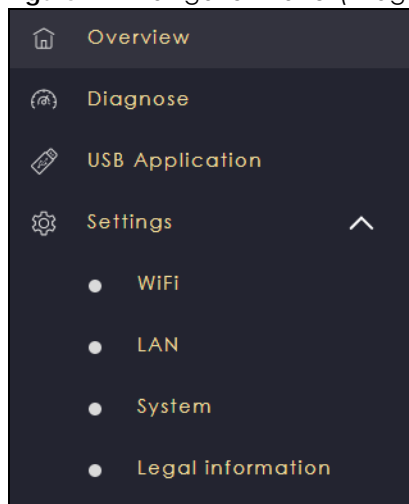 Overview
Diagnose
USB Application
Settings
WiFi
LAN
System
Legal information